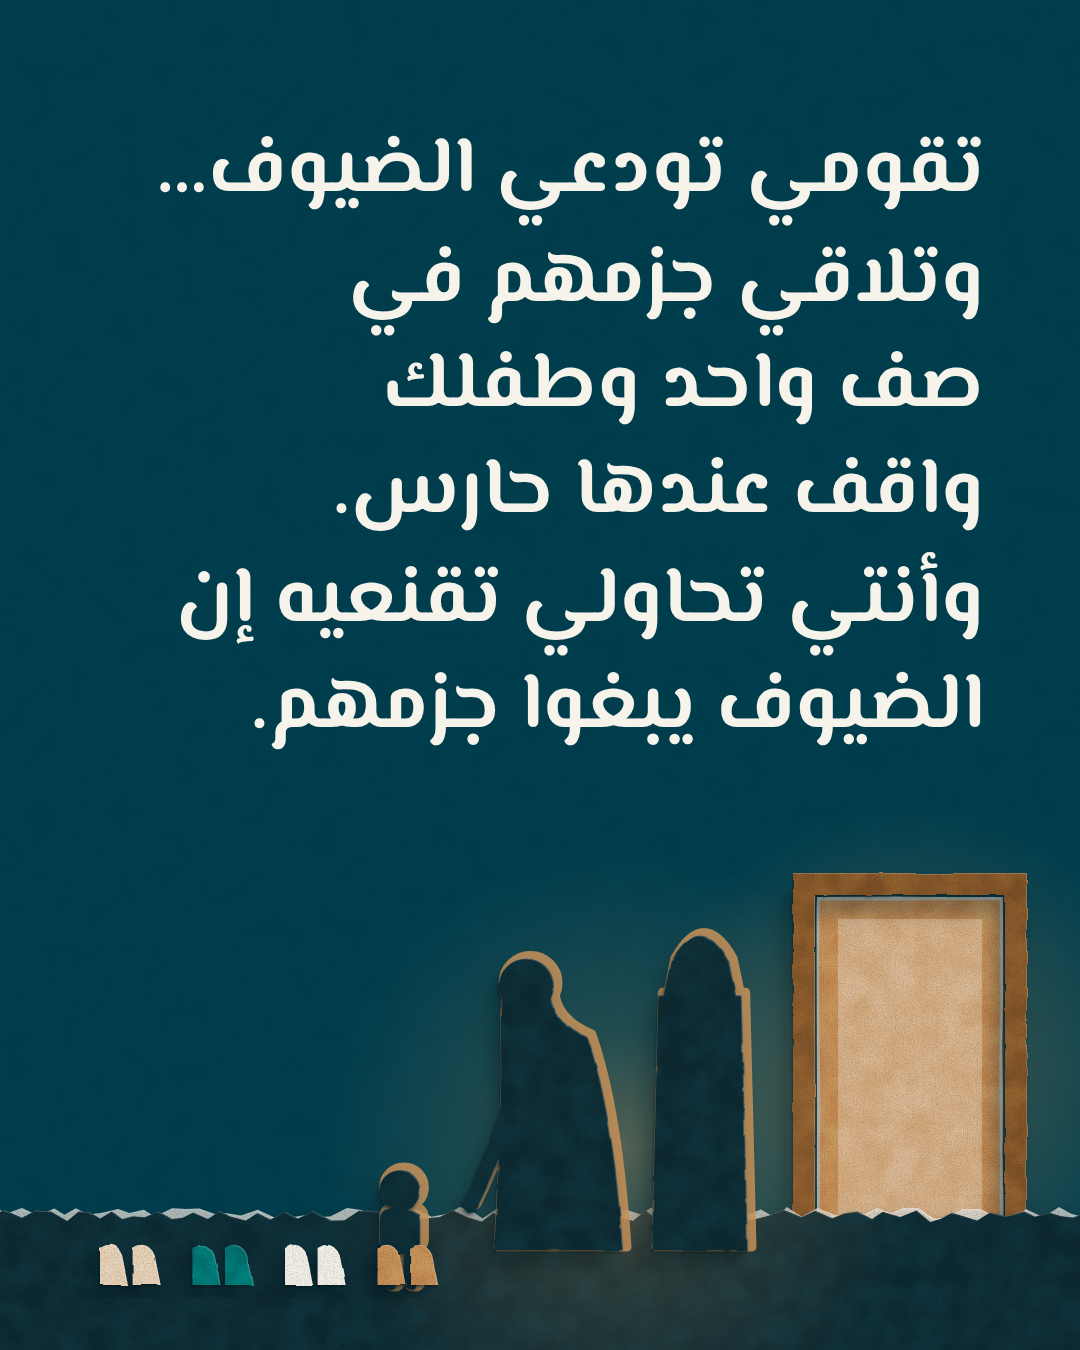 تقومي تودعي الضيوف...
وتلاقي جزمهم في
صف واحد وطفلك
واقف عندها حارس.
وأنتي تحاولي تقنعيه إن
الضيوف يبغوا جزمهم.